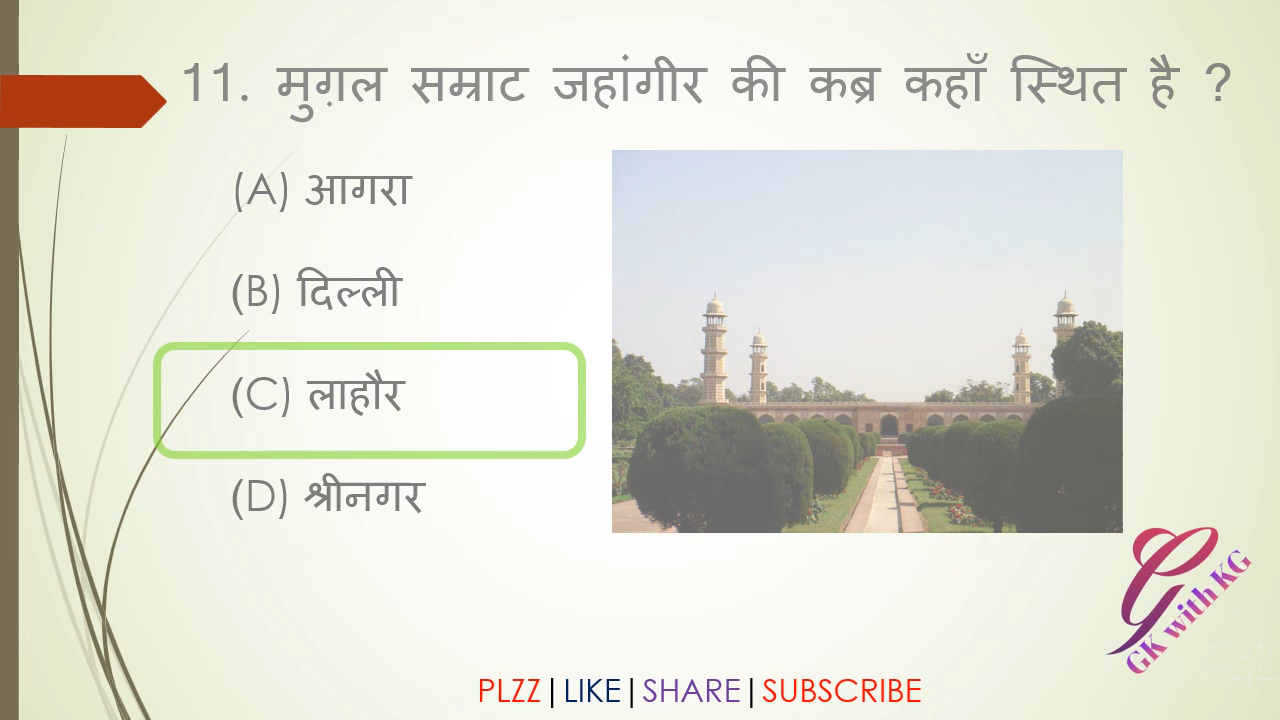 11. मुग़ल सम्राट जहांगीर की कब्र कहाँ स्थित है ?
(A) आगरा
(B) दिल्ली
(C) लाहौर
(D) श्रीनगर
G
GK with KG
PLZZ|LIKE|SHARE|SUBSCRIBE